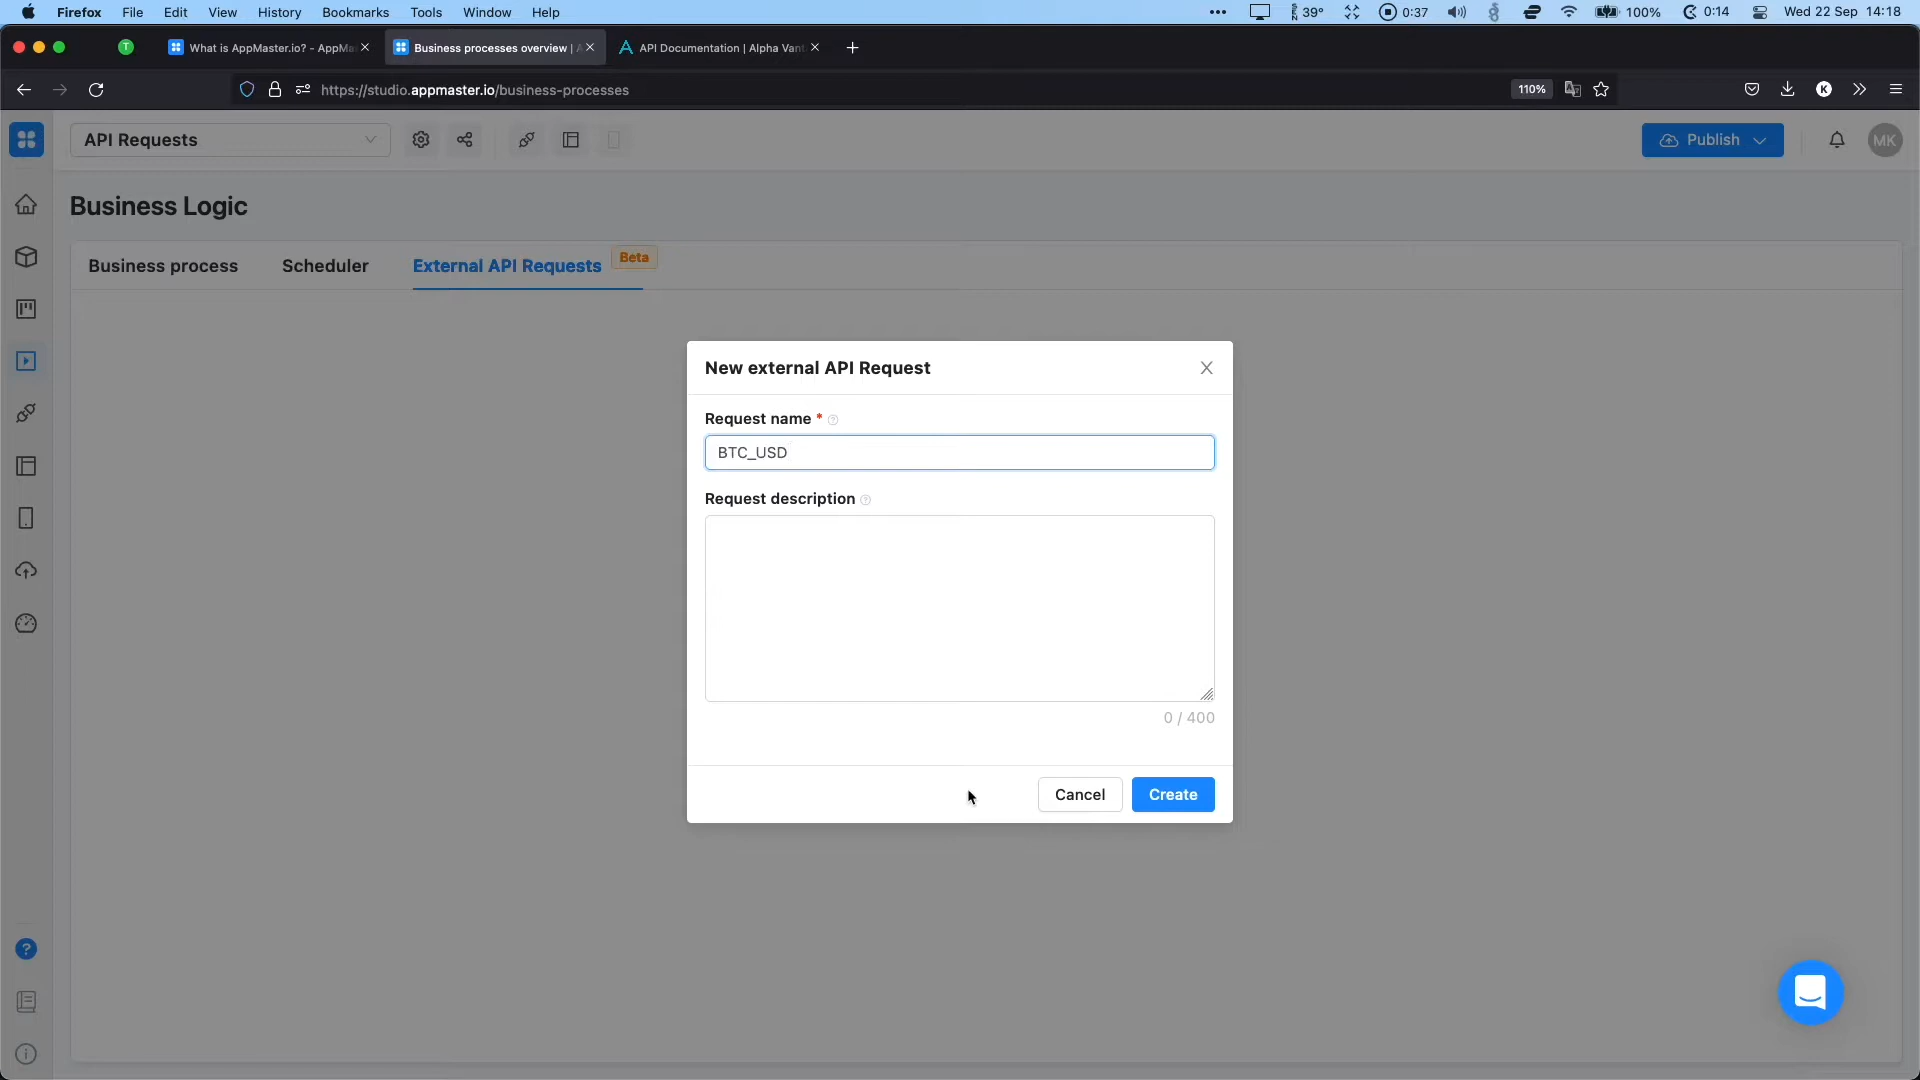 Firefox File Edit View History Bookmarks Tools Window Help ••• 39° 0:37 100% 0:14 Wed 22 Sep 14:18
T What is AppMaster.io? - AppMa Business processes overview | A API Documentation | Alpha Vant
https://studio.appmaster.io/business-processes 110% K
API Requests Publish MK
Business Logic
Business process Scheduler External API Requests Beta
New external API Request
Request name * ?
BTC_USD
Request description ?
0 / 400
Cancel Create
?